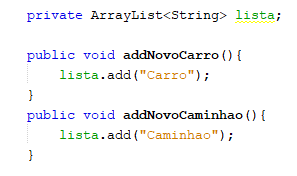 private ArrayList<String> lista;
public void addNovoCarro(){
lista.add("Carro");
}
public void addNovoCaminhao(){
lista.add("Caminhao");
}